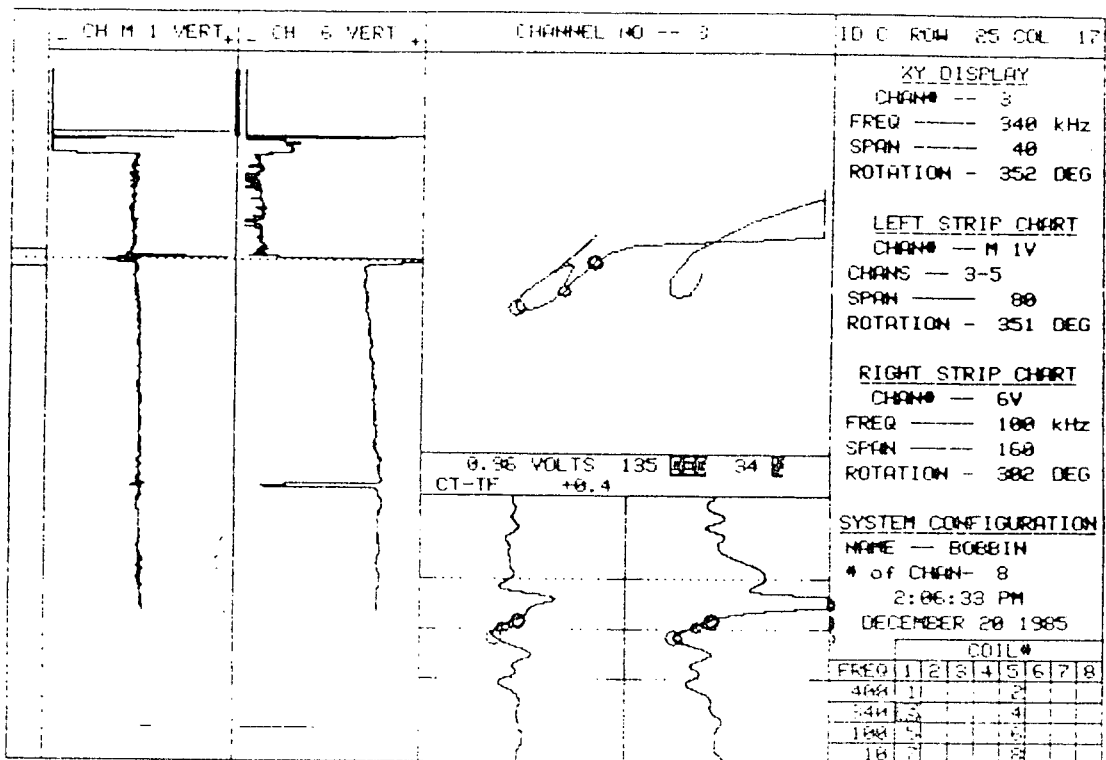 _ CH M 1 VERT + _ CH 6 VERT + CHANNEL NO -- 3 ID C ROW 25 COL 17
XY DISPLAY
CHAN# -- 3
FREQ ---- 340 kHz
SPAN ---- 40
ROTATION - 352 DEG
LEFT STRIP CHART
CHAN# -- M 1V
CHANS -- 3-5
SPAN ---- 80
ROTATION - 351 DEG
RIGHT STRIP CHART
CHAN# -- 6V
FREQ ---- 100 kHz
SPAN ---- 160
ROTATION - 302 DEG
0.96 VOLTS 135 34
CT-TF +0.4
SYSTEM CONFIGURATION
NAME -- BOBBIN
# of CHAN- 8
2:06:33 PM
DECEMBER 20 1985
COIL#
FREQ 1 2 3 4 5 6 7 8
400 1 2
340 3 4
100 5 6
10 7 8